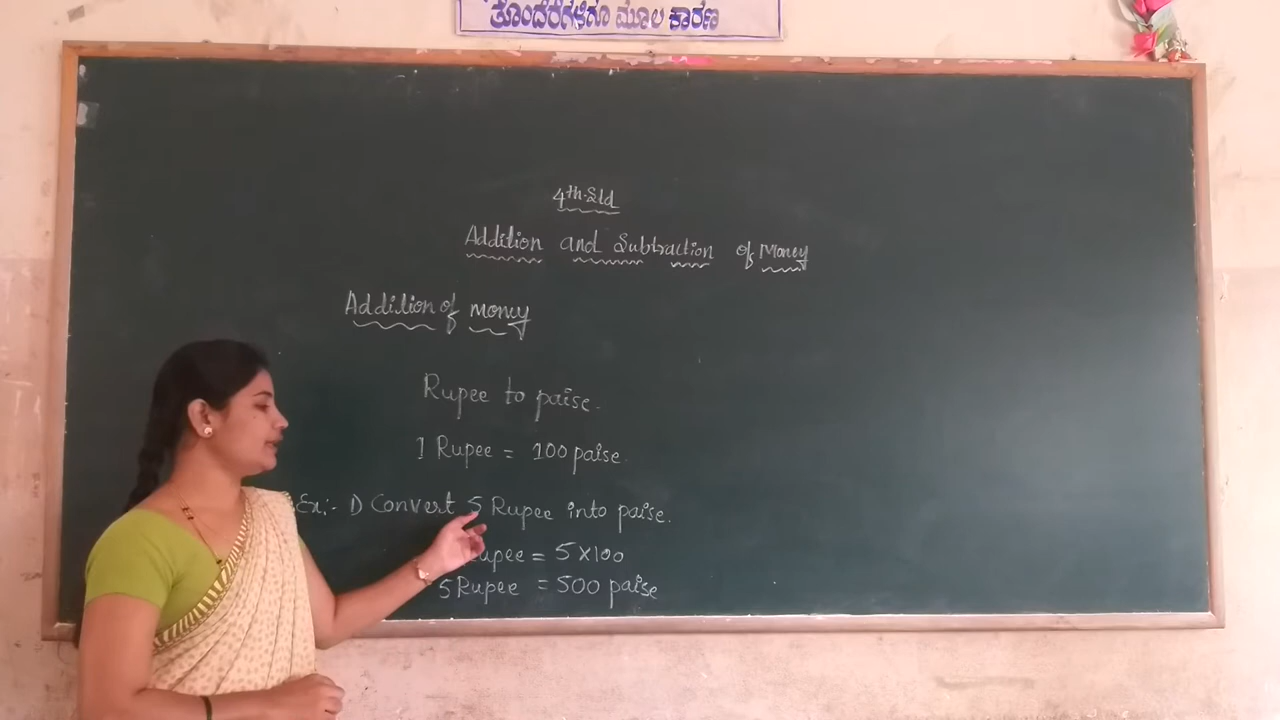 ತೊಂದರೆಗಳಿಗೂ ಮೂಲ ಕಾರಣ
4th Std
Addition and Subtraction of Money
Addition of money
Rupee to paise.
1 Rupee = 100 paise.
Ex:- 1) Convert 5 Rupee into paise.
upee = 5×100
5 Rupee = 500 paise